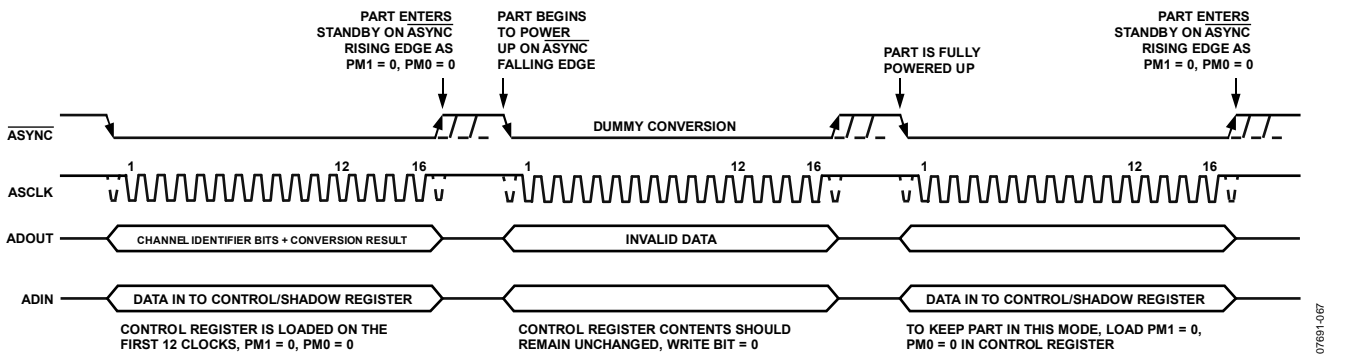 PART ENTERS
STANDBY ON ASYNC
RISING EDGE AS
PM1 = 0, PM0 = 0
PART BEGINS
TO POWER
UP ON ASYNC
FALLING EDGE
PART IS FULLY
POWERED UP
PART ENTERS
STANDBY ON ASYNC
RISING EDGE AS
PM1 = 0, PM0 = 0
ASYNC
DUMMY CONVERSION
ASCLK
1 12 16
1 12 16
1 12 16
ADOUT
CHANNEL IDENTIFIER BITS + CONVERSION RESULT
INVALID DATA
ADIN
DATA IN TO CONTROL/SHADOW REGISTER
DATA IN TO CONTROL/SHADOW REGISTER
CONTROL REGISTER IS LOADED ON THE
FIRST 12 CLOCKS, PM1 = 0, PM0 = 0
CONTROL REGISTER CONTENTS SHOULD
REMAIN UNCHANGED, WRITE BIT = 0
TO KEEP PART IN THIS MODE, LOAD PM1 = 0,
PM0 = 0 IN CONTROL REGISTER
07691-067